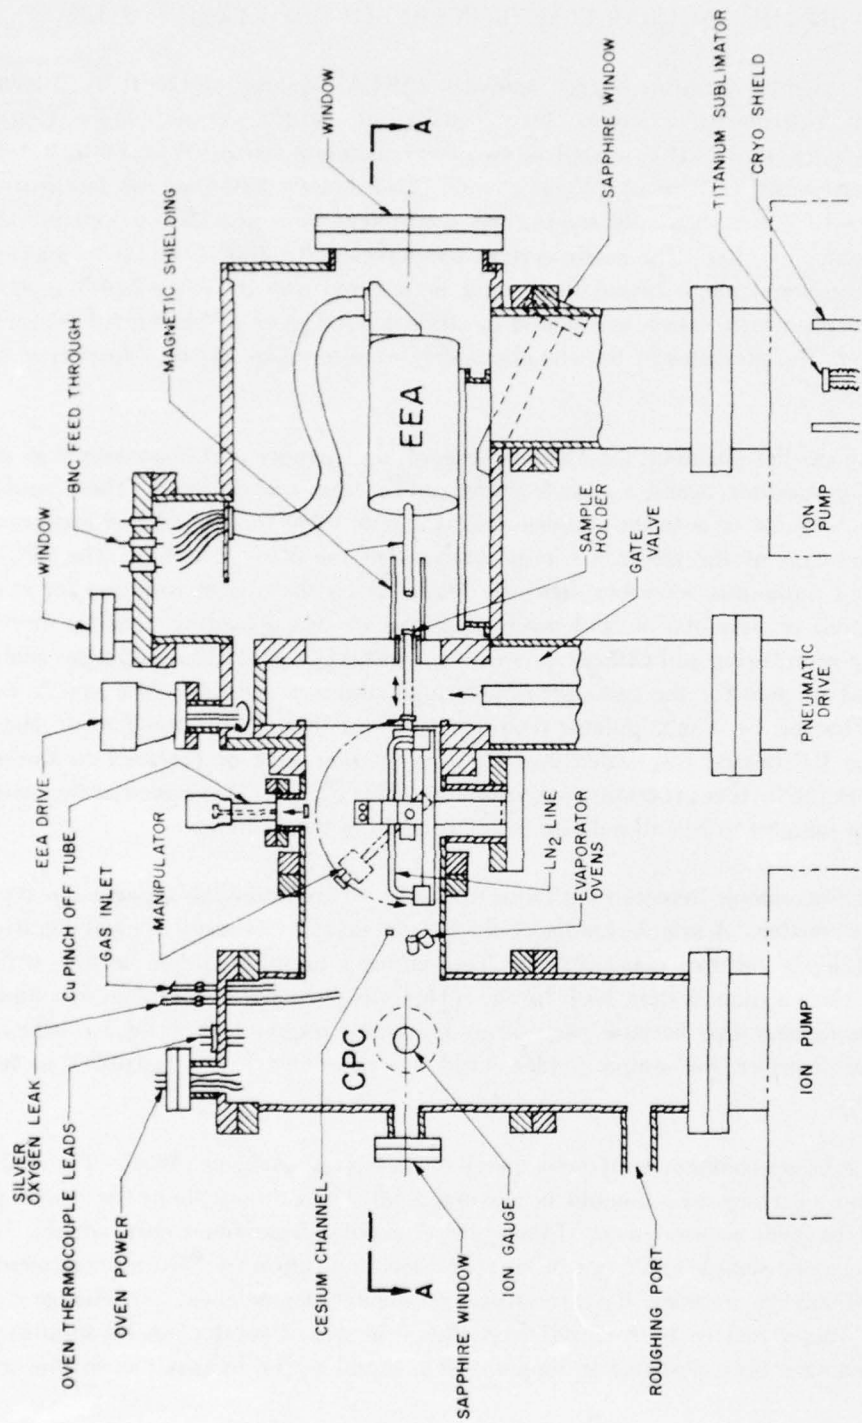 SILVER
OXYGEN LEAK
OVEN THERMOCOUPLE LEADS
OVEN POWER
GAS INLET
Cu PINCH OFF TUBE
MANIPULATOR
EEA DRIVE
WINDOW
BNC FEED THROUGH
MAGNETIC SHIELDING
WINDOW
A
CPC
EEA
SAPPHIRE WINDOW
TITANIUM SUBLIMATOR
CRYO SHIELD
SAMPLE
HOLDER
GATE
VALVE
LN2 LINE
EVAPORATOR
OVENS
CESIUM CHANNEL
ION GAUGE
A
SAPPHIRE WINDOW
ROUGHING PORT
ION PUMP
PNEUMATIC
DRIVE
ION
PUMP